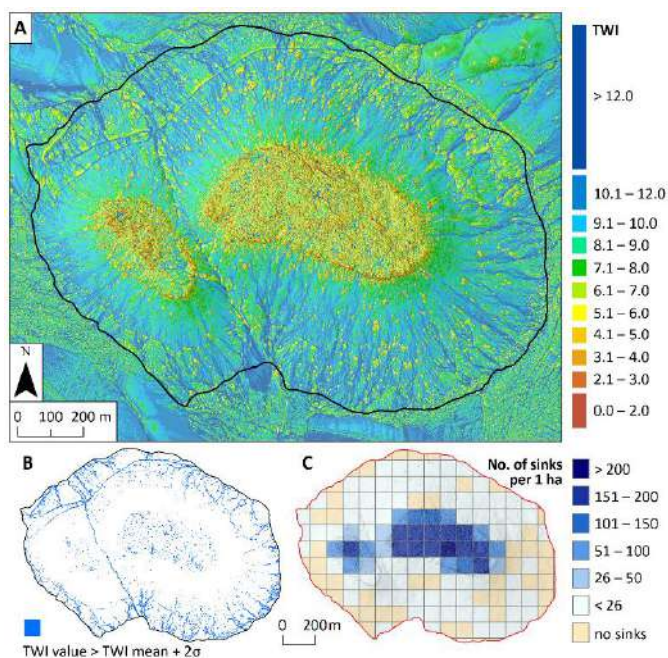 A
TWI
> 12.0
10.1 – 12.0
9.1 – 10.0
8.1 – 9.0
7.1 – 8.0
6.1 – 7.0
5.1 – 6.0
4.1 – 5.0
3.1 – 4.0
2.1 – 3.0
0.0 – 2.0
N
0 100 200 m
B
TWI value > TWI mean + 2σ
C
No. of sinks
per 1 ha
> 200
151 – 200
101 – 150
51 – 100
26 – 50
< 26
no sinks
0 200m